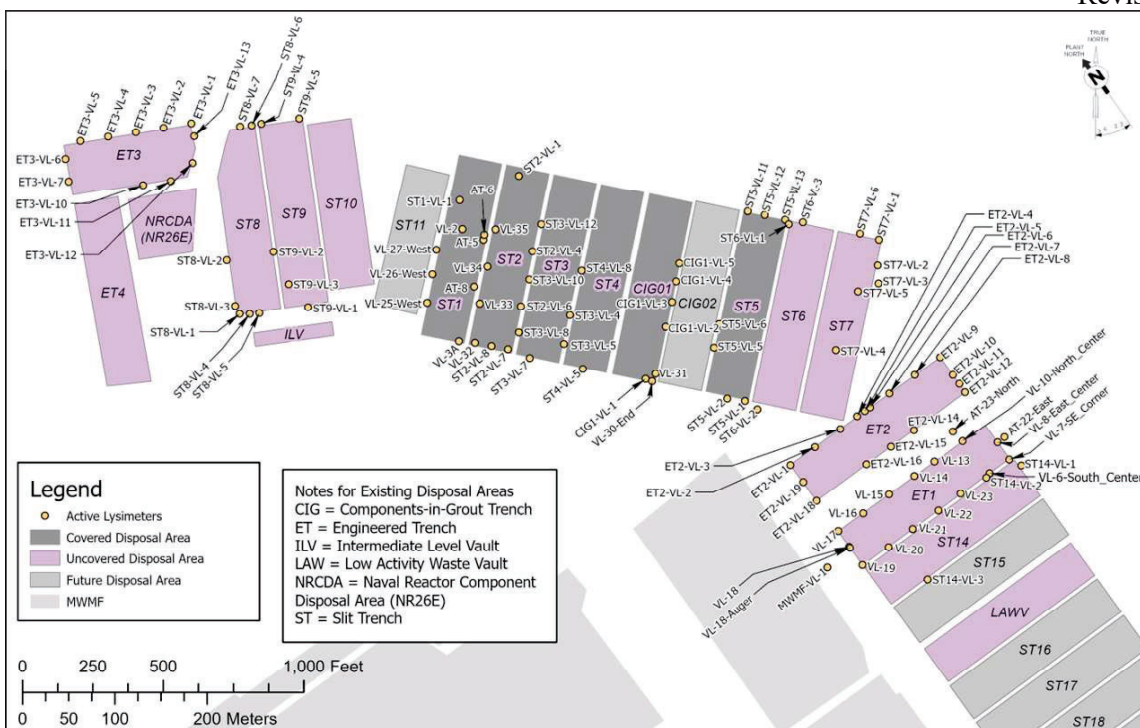 Revis
TRUE
NORTH
PLANT
NORTH
N
ET3-VL-5
ET3-VL-4
ET3-VL-3
ET3-VL-2
ET3-VL-1
ET3-VL-13
ST8-VL-7
ST8-VL-6
ST9-VL-4
ST9-VL-5
ET3-VL-6
ET3-VL-7
ET3
ET3-VL-10
ET3-VL-11
ET3-VL-12
NRCDA
(NR26E)
ET4
ST8
ST9
ST10
ST8-VL-2
ST9-VL-2
ST9-VL-3
ST8-VL-3
ST9-VL-1
ST8-VL-1
ST8-VL-4
ST8-VL-5
ILV
ST11
ST1-VL-1
VL-2
AT-6
AT-5
VL-35
VL-27-West
VL-26-West
VL-25-West
VL-34
AT-8
VL-33
ST1
ST2
ST3
ST4
CIG01
CIG02
ST5
ST6
ST7
ST2-VL-1
ST3-VL-12
ST2-VL-4
ST3-VL-10
ST4-VL-8
ST2-VL-6
ST3-VL-4
ST3-VL-8
ST3-VL-5
VL-3A
VL-32
ST2-VL-8
ST2-VL-7
ST3-VL-7
ST4-VL-5
CIG1-VL-5
CIG1-VL-4
CIG1-VL-3
CIG1-VL-2
VL-31
CIG1-VL-1
VL-30-End
ST5-VL-11
ST5-VL-12
ST5-VL-13
ST6-VL-3
ST6-VL-1
ST5-VL-6
ST5-VL-5
ST5-VL-2
ST5-VL-1
ST6-VL-2
ST7-VL-6
ST7-VL-1
ST7-VL-2
ST7-VL-3
ST7-VL-5
ST7-VL-4
ET2-VL-4
ET2-VL-5
ET2-VL-6
ET2-VL-7
ET2-VL-8
ET2-VL-9
ET2-VL-10
ET2-VL-11
ET2-VL-12
AT-23-North
VL-10-North_Center
AT-22-East
VL-8-East_Center
VL-7-SE_Corner
ET2
ET2-VL-14
ET2-VL-15
ET2-VL-16
ET2-VL-3
ET2-VL-2
ET2-VL-1
ET2-VL-19
ET2-VL-18
VL-13
VL-14
VL-15
VL-16
VL-17
ET1
ST14-VL-1
VL-6-South_Center
ST14-VL-2
VL-23
VL-22
VL-21
VL-20
VL-19
VL-18
VL-18-Auger
MWMF-VL-1
ST14
ST14-VL-3
ST15
LAWV
ST16
ST17
ST18
Legend
Active Lysimeters
Covered Disposal Area
Uncovered Disposal Area
Future Disposal Area
MWMF
Notes for Existing Disposal Areas
CIG = Components-in-Grout Trench
ET = Engineered Trench
ILV = Intermediate Level Vault
LAW = Low Activity Waste Vault
NRCDA = Naval Reactor Component
Disposal Area (NR26E)
ST = Slit Trench
0 250 500 1,000 Feet
0 50 100 200 Meters